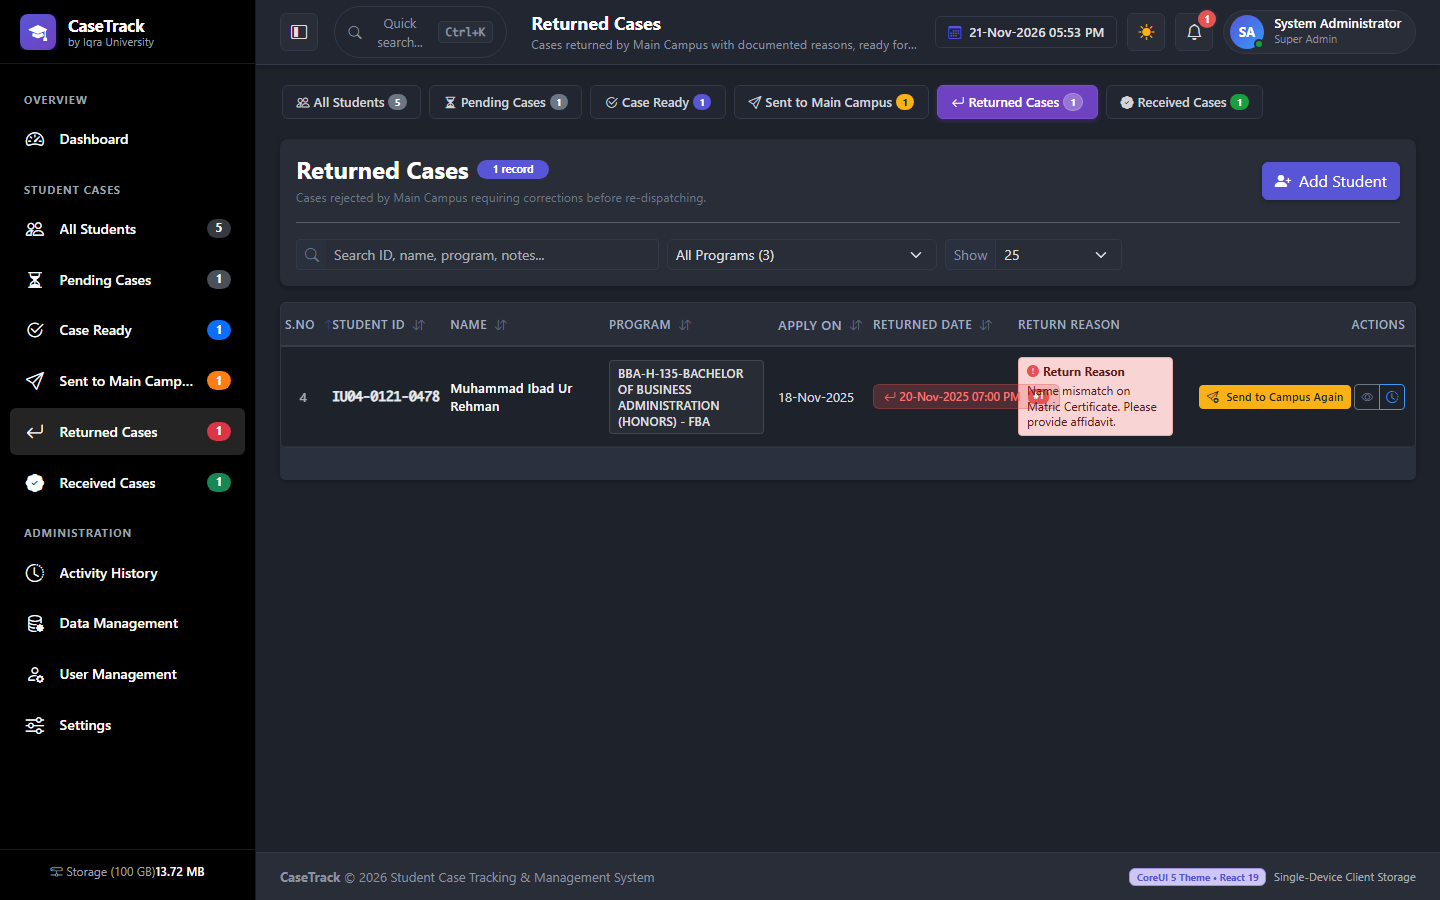 CaseTrack
by Iqra University
OVERVIEW
Dashboard
STUDENT CASES
All Students 5
Pending Cases 1
Case Ready 1
Sent to Main Camp... 1
Returned Cases 1
Received Cases 1
ADMINISTRATION
Activity History
Data Management
User Management
Settings
Storage (100 GB)13.72 MB
Quick search... Ctrl+K
Returned Cases
Cases returned by Main Campus with documented reasons, ready for...
21-Nov-2026 05:53 PM
1
SA
System Administrator
Super Admin
All Students 5
Pending Cases 1
Case Ready 1
Sent to Main Campus 1
Returned Cases 1
Received Cases 1
Returned Cases 1 record
Cases rejected by Main Campus requiring corrections before re-dispatching.
Add Student
Search ID, name, program, notes...
All Programs (3)
Show 25
S.NO STUDENT ID NAME PROGRAM APPLY ON RETURNED DATE RETURN REASON ACTIONS
4
IU04-0121-0478
Muhammad Ibad Ur
Rehman
BBA-H-135-BACHELOR
OF BUSINESS
ADMINISTRATION
(HONORS) - FBA
18-Nov-2025
20-Nov-2025 07:00 PM
#1
Return Reason
Name mismatch on
Matric Certificate. Please
provide affidavit.
Send to Campus Again
CaseTrack © 2026 Student Case Tracking & Management System
CoreUI 5 Theme • React 19
Single-Device Client Storage